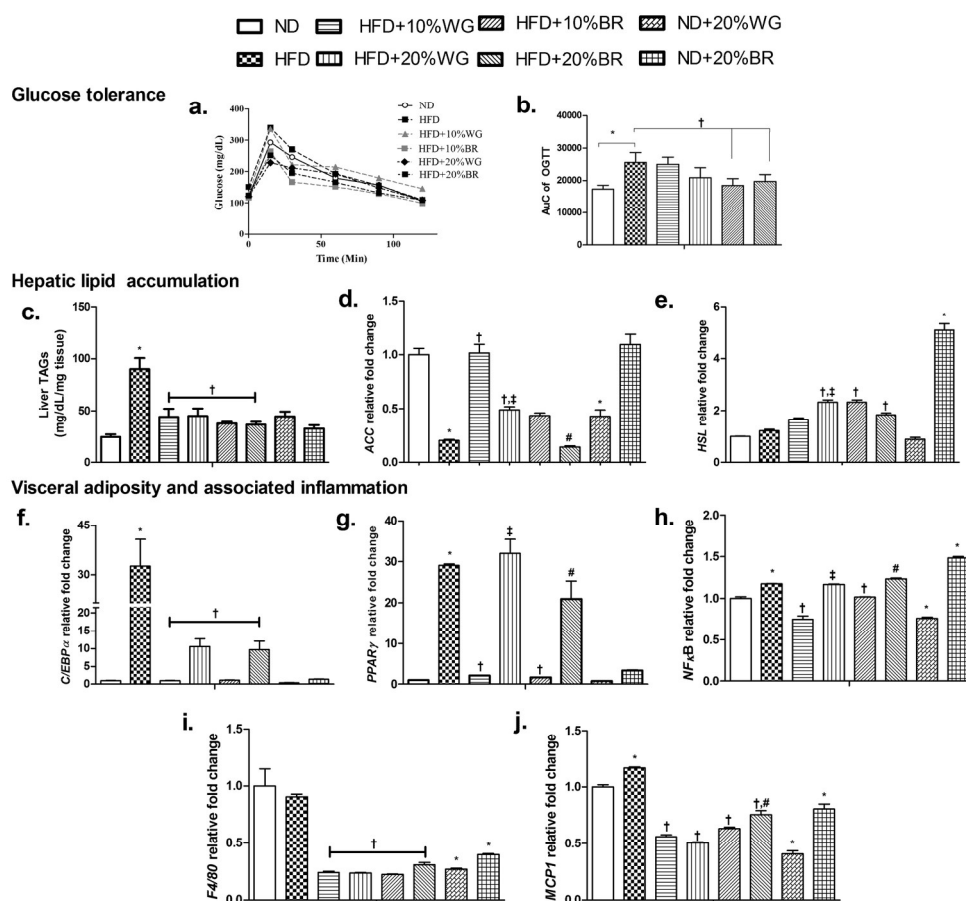 ND HFD+10%WG HFD+10%BR ND+20%WG
HFD HFD+20%WG HFD+20%BR ND+20%BR
Glucose tolerance
a.
400
300
200
100
0
Glucose (mg/dL)
0 50 100
Time (Min)
ND
HFD
HFD+10%WG
HFD+10%BR
HFD+20%WG
HFD+20%BR
b.
50000
40000
30000
20000
10000
0
AuC of OGTT
*
†
Hepatic lipid accumulation
c.
150
100
50
0
Liver TAGs
(mg/dL/mg tissue)
*
†
d.
1.5
1.0
0.5
0.0
ACC relative fold change
*
†
†,‡
#
*
e.
6
4
2
0
HSL relative fold change
†,‡
†
†
*
Visceral adiposity and associated inflammation
f.
45
30
15
20
15
10
5
0
C/EBPα relative fold change
*
†
g.
40
30
20
10
0
PPARγ relative fold change
*
†
‡
†
#
h.
2.0
1.5
1.0
0.5
0.0
NFκB relative fold change
*
†
‡
†
#
*
*
i.
1.5
1.0
0.5
0.0
F4/80 relative fold change
†
*
*
j.
1.5
1.0
0.5
0.0
MCP1 relative fold change
*
†
†
†
†,#
*
*